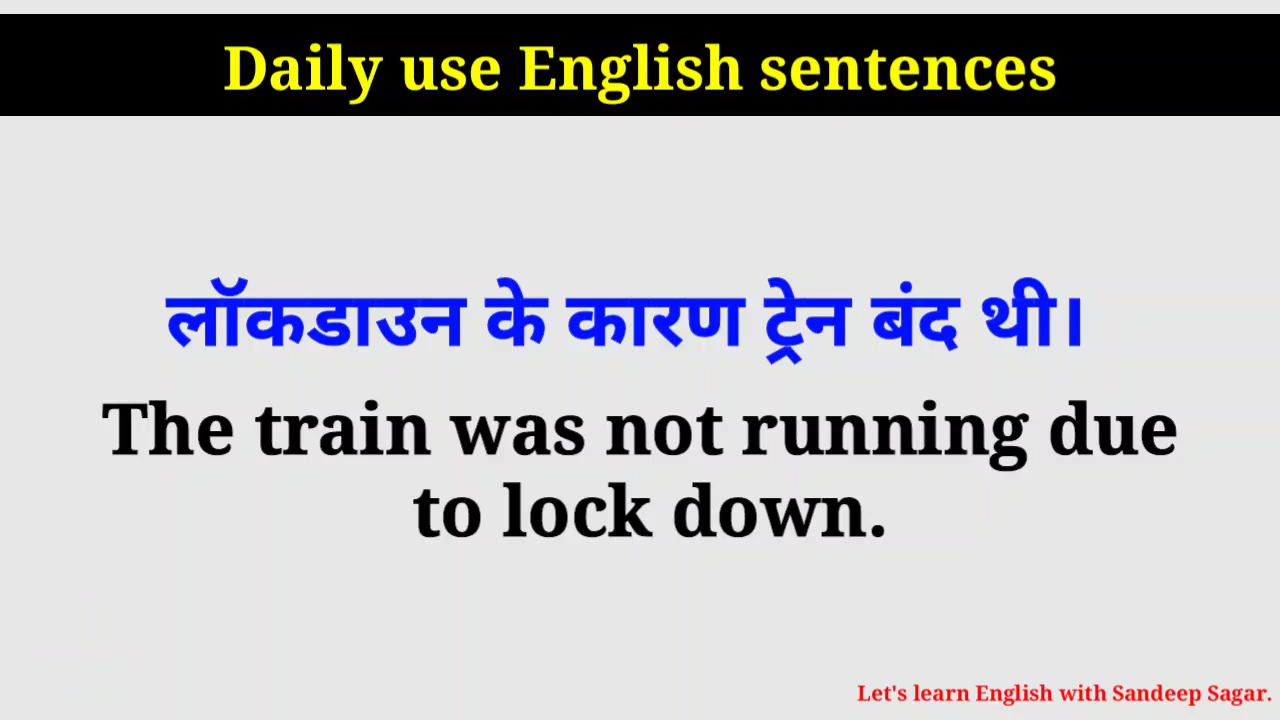 Daily use English sentences
लॉकडाउन के कारण ट्रेन बंद थी।
The train was not running due
to lock down.
Let's learn English with Sandeep Sagar.